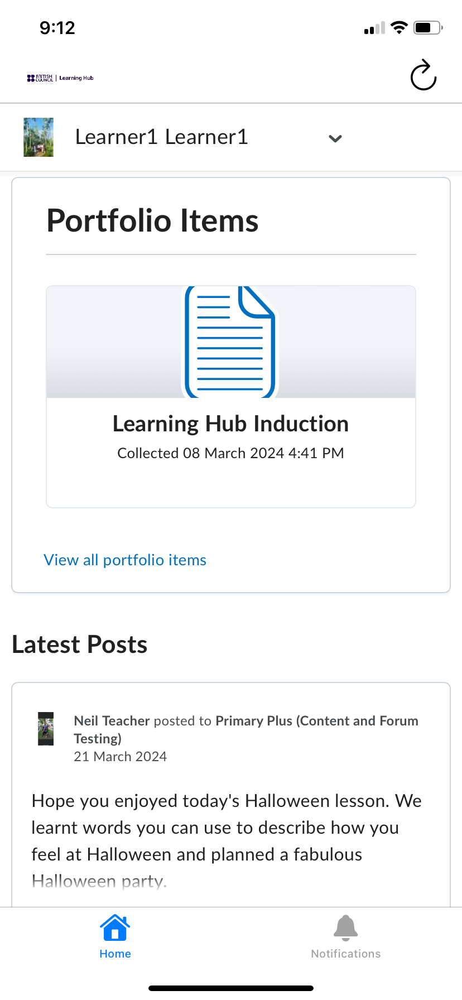 9:12
BRITISH
COUNCIL
Learning Hub
Learner1 Learner1
Portfolio Items
Learning Hub Induction
Collected 08 March 2024 4:41 PM
View all portfolio items
Latest Posts
Neil Teacher posted to Primary Plus (Content and Forum
Testing)
21 March 2024
Hope you enjoyed today's Halloween lesson. We
learnt words you can use to describe how you
feel at Halloween and planned a fabulous
Halloween party.
Home
Notifications